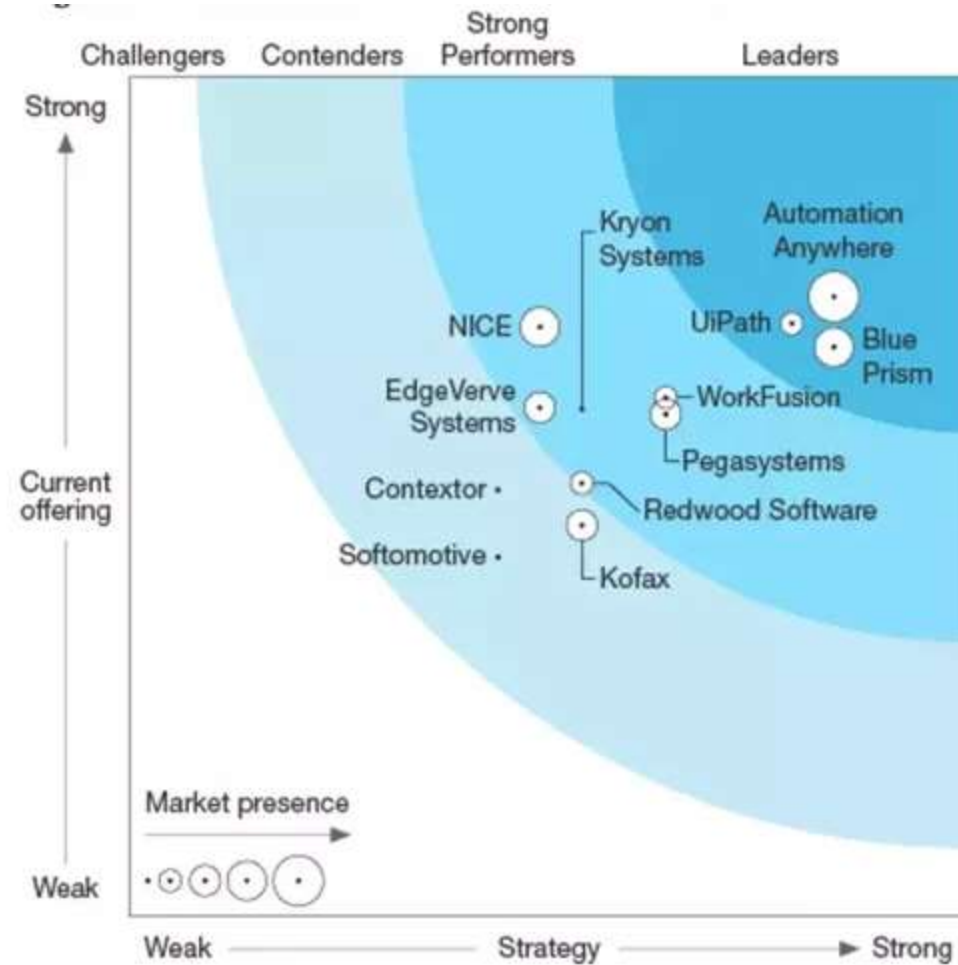 Strong
Challengers Contenders Performers Leaders
Strong
Automation
Anywhere
Kryon
Systems
NICE
UiPath
Blue
Prism
EdgeVerve
Systems
WorkFusion
Pegasystems
Current
offering
Contextor
Redwood Software
Softomotive
Kofax
Market presence
Weak
Weak Strategy Strong